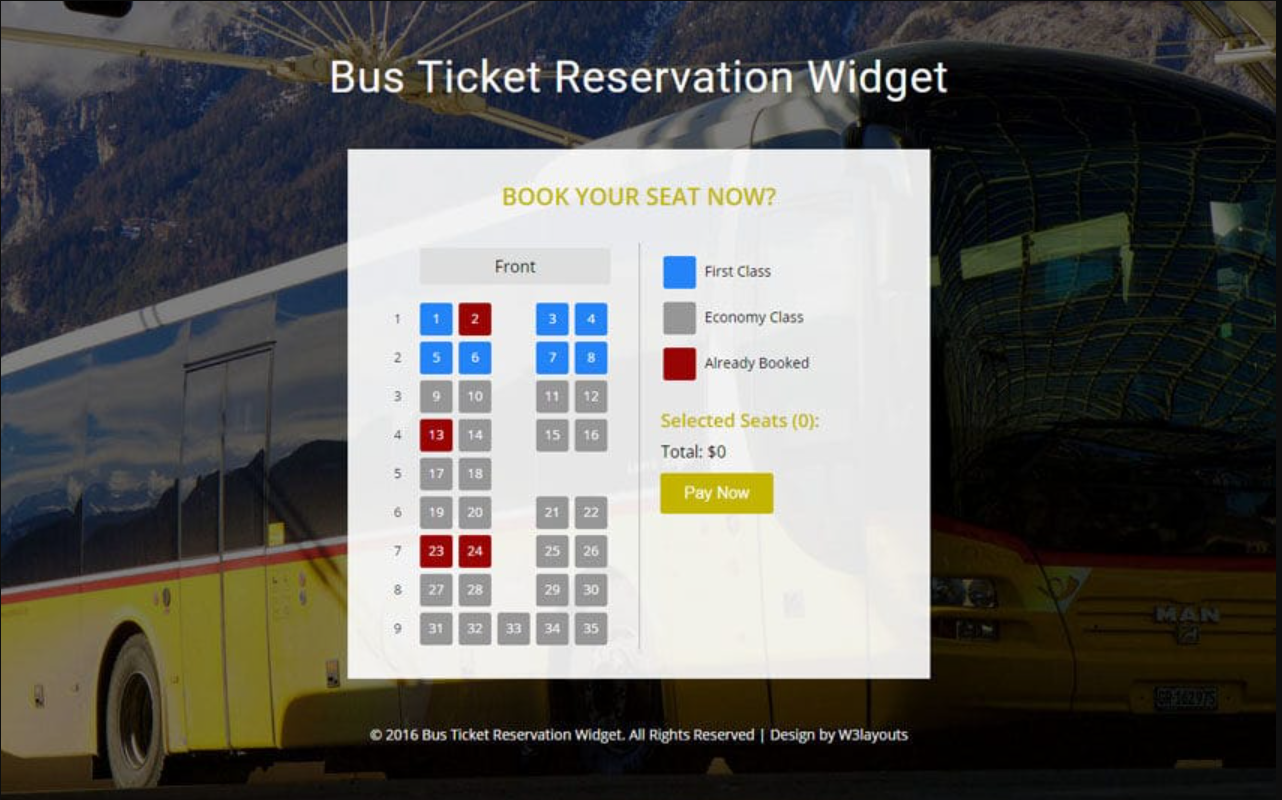 Bus Ticket Reservation Widget
BOOK YOUR SEAT NOW?
Front
1 1 2 3 4
2 5 6 7 8
3 9 10 11 12
4 13 14 15 16
5 17 18
6 19 20 21 22
7 23 24 25 26
8 27 28 29 30
9 31 32 33 34 35
First Class
Economy Class
Already Booked
Selected Seats (0):
Total: $0
Pay Now
MAN
© 2016 Bus Ticket Reservation Widget. All Rights Reserved | Design by W3layouts